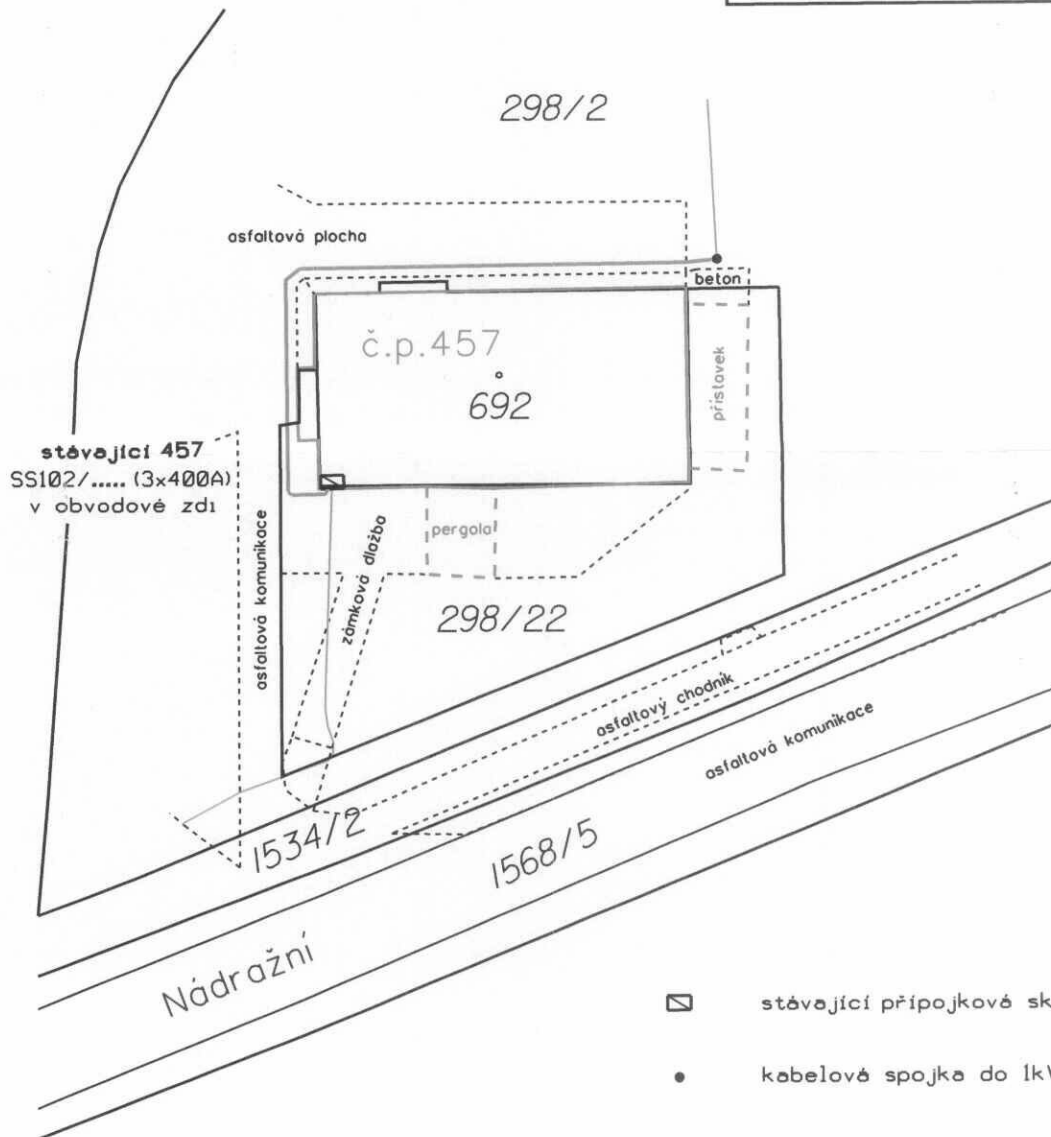 298/2
asfaltová plocha
beton
č.p.457
692
přístavek
stávající 457
SS102/..... (3x400A)
v obvodové zdi
pergola
zámková dlažba
asfaltová komunikace
298/22
asfaltový chodník
asfaltová komunikace
1534/2
1568/5
Nádražní
stávající přípojková sk
kabelová spojka do 1kV